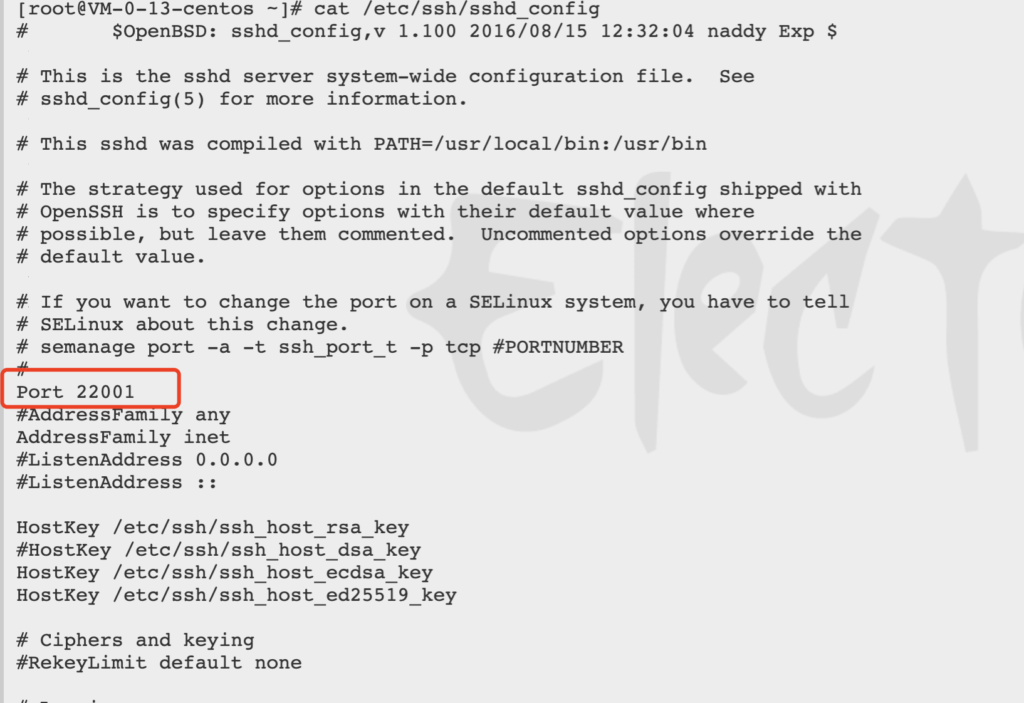 [root@VM-0-13-centos ~]# cat /etc/ssh/sshd_config
#       $OpenBSD: sshd_config,v 1.100 2016/08/15 12:32:04 naddy Exp $
# This is the sshd server system-wide configuration file.  See
# sshd_config(5) for more information.
# This sshd was compiled with PATH=/usr/local/bin:/usr/bin
# The strategy used for options in the default sshd_config shipped with
# OpenSSH is to specify options with their default value where
# possible, but leave them commented.  Uncommented options override the
# default value.
# If you want to change the port on a SELinux system, you have to tell
# SELinux about this change.
# semanage port -a -t ssh_port_t -p tcp #PORTNUMBER
#
Port 22001
#AddressFamily any
AddressFamily inet
#ListenAddress 0.0.0.0
#ListenAddress ::
HostKey /etc/ssh/ssh_host_rsa_key
#HostKey /etc/ssh/ssh_host_dsa_key
HostKey /etc/ssh/ssh_host_ecdsa_key
HostKey /etc/ssh/ssh_host_ed25519_key
# Ciphers and keying
#RekeyLimit default none